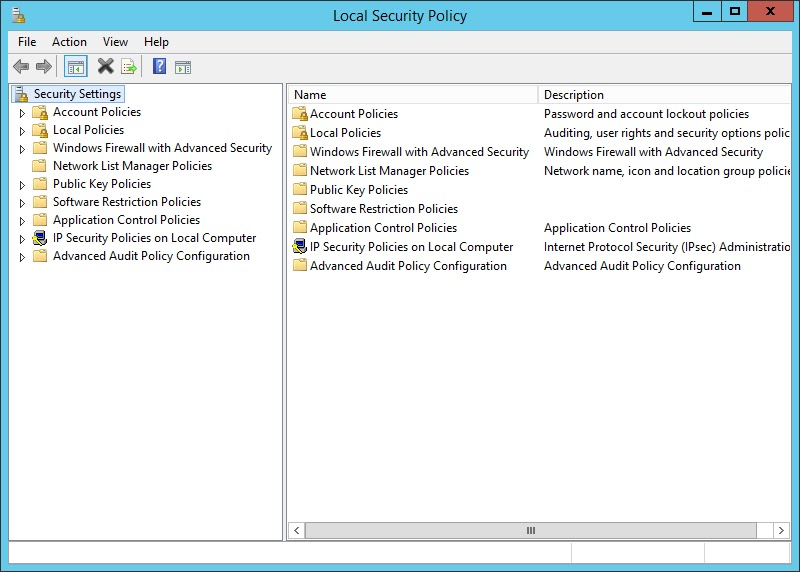 Local Security Policy
File Action View Help
Security Settings
Account Policies
Local Policies
Windows Firewall with Advanced Security
Network List Manager Policies
Public Key Policies
Software Restriction Policies
Application Control Policies
IP Security Policies on Local Computer
Advanced Audit Policy Configuration
Name Description
Account Policies Password and account lockout policies
Local Policies Auditing, user rights and security options polic
Windows Firewall with Advanced Security Windows Firewall with Advanced Security
Network List Manager Policies Network name, icon and location group policie
Public Key Policies
Software Restriction Policies
Application Control Policies Application Control Policies
IP Security Policies on Local Computer Internet Protocol Security (IPsec) Administratio
Advanced Audit Policy Configuration Advanced Audit Policy Configuration